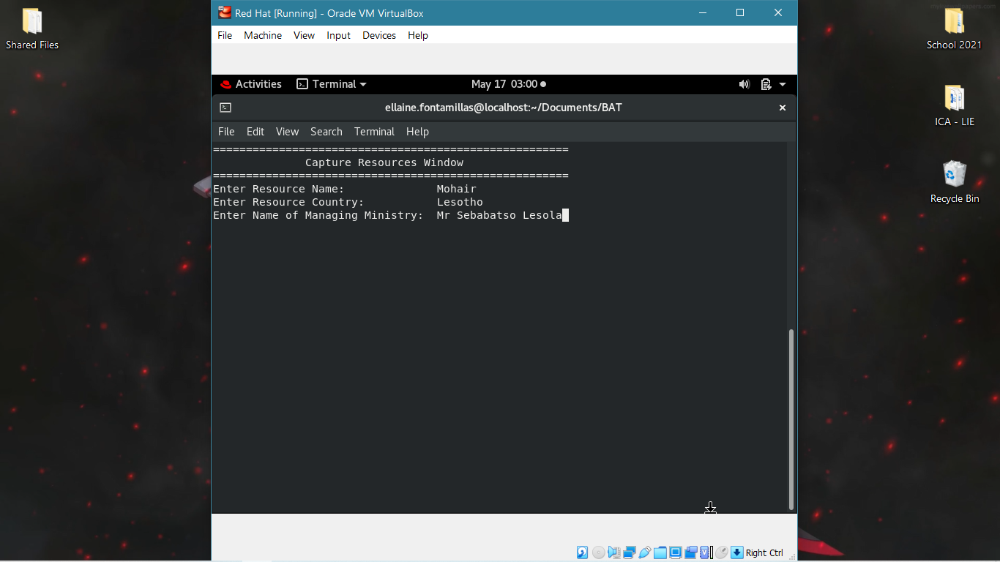 Red Hat [Running] - Oracle VM VirtualBox
File Machine View Input Devices Help
Activities Terminal May 17 03:00
ellaine.fontamillas@localhost:~/Documents/BAT
File Edit View Search Terminal Help
======================================================
Capture Resources Window
======================================================
Enter Resource Name: Mohair
Enter Resource Country: Lesotho
Enter Name of Managing Ministry: Mr Sebabatso Lesola
Right Ctrl
Shared Files
School 2021
ICA - LIE
Recycle Bin